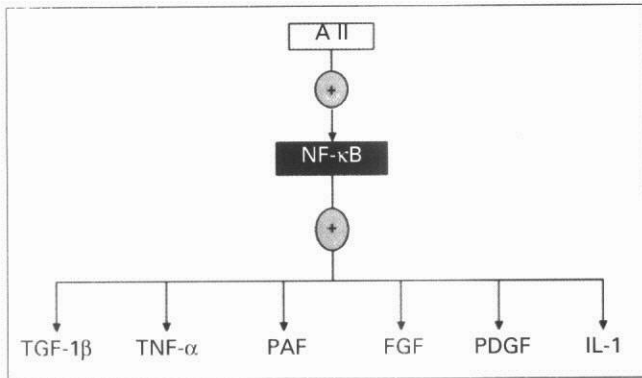 A II
+
NF-κB
+
TGF-1β TNF-α PAF FGF PDGF IL-1